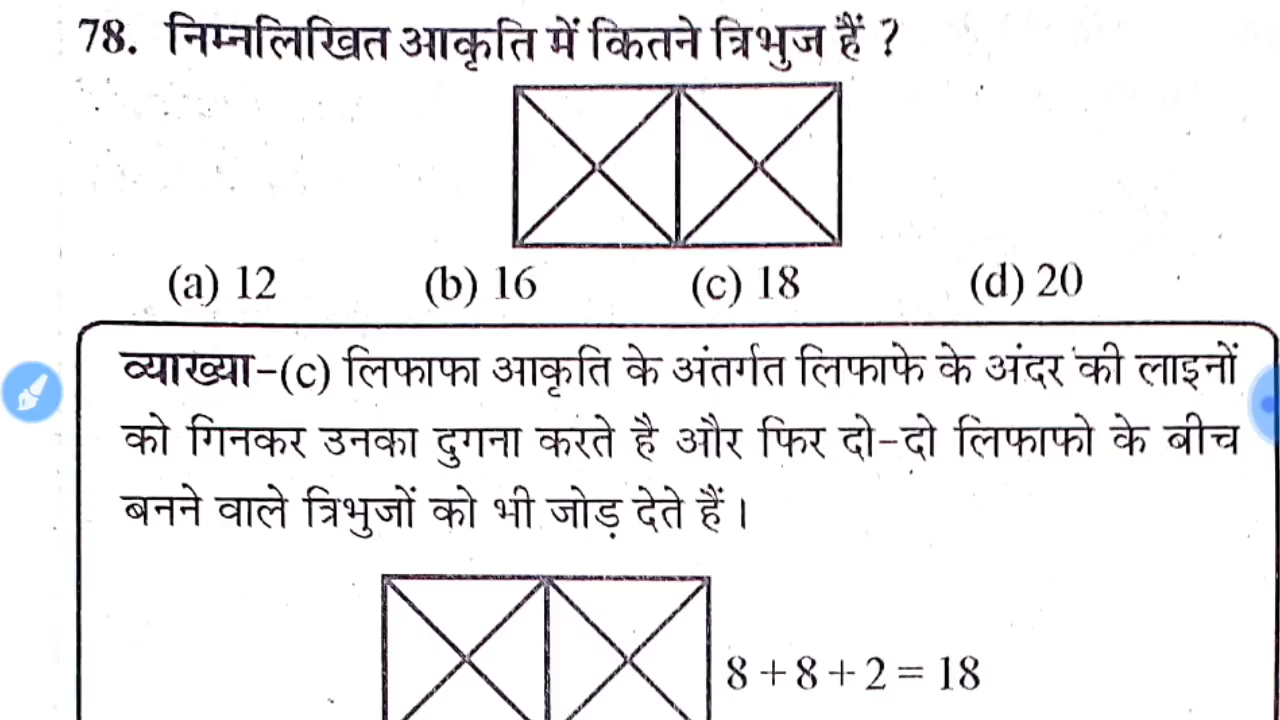 78. निम्नलिखित आकृति में कितने त्रिभुज हैं ?
(a) 12 (b) 16 (c) 18 (d) 20
व्याख्या-(c) लिफाफा आकृति के अंतर्गत लिफाफे के अंदर की लाइनों
को गिनकर उनका दुगना करते है और फिर दो-दो लिफाफो के बीच
बनने वाले त्रिभुजों को भी जोड़ देते हैं।
8 + 8 + 2 = 18